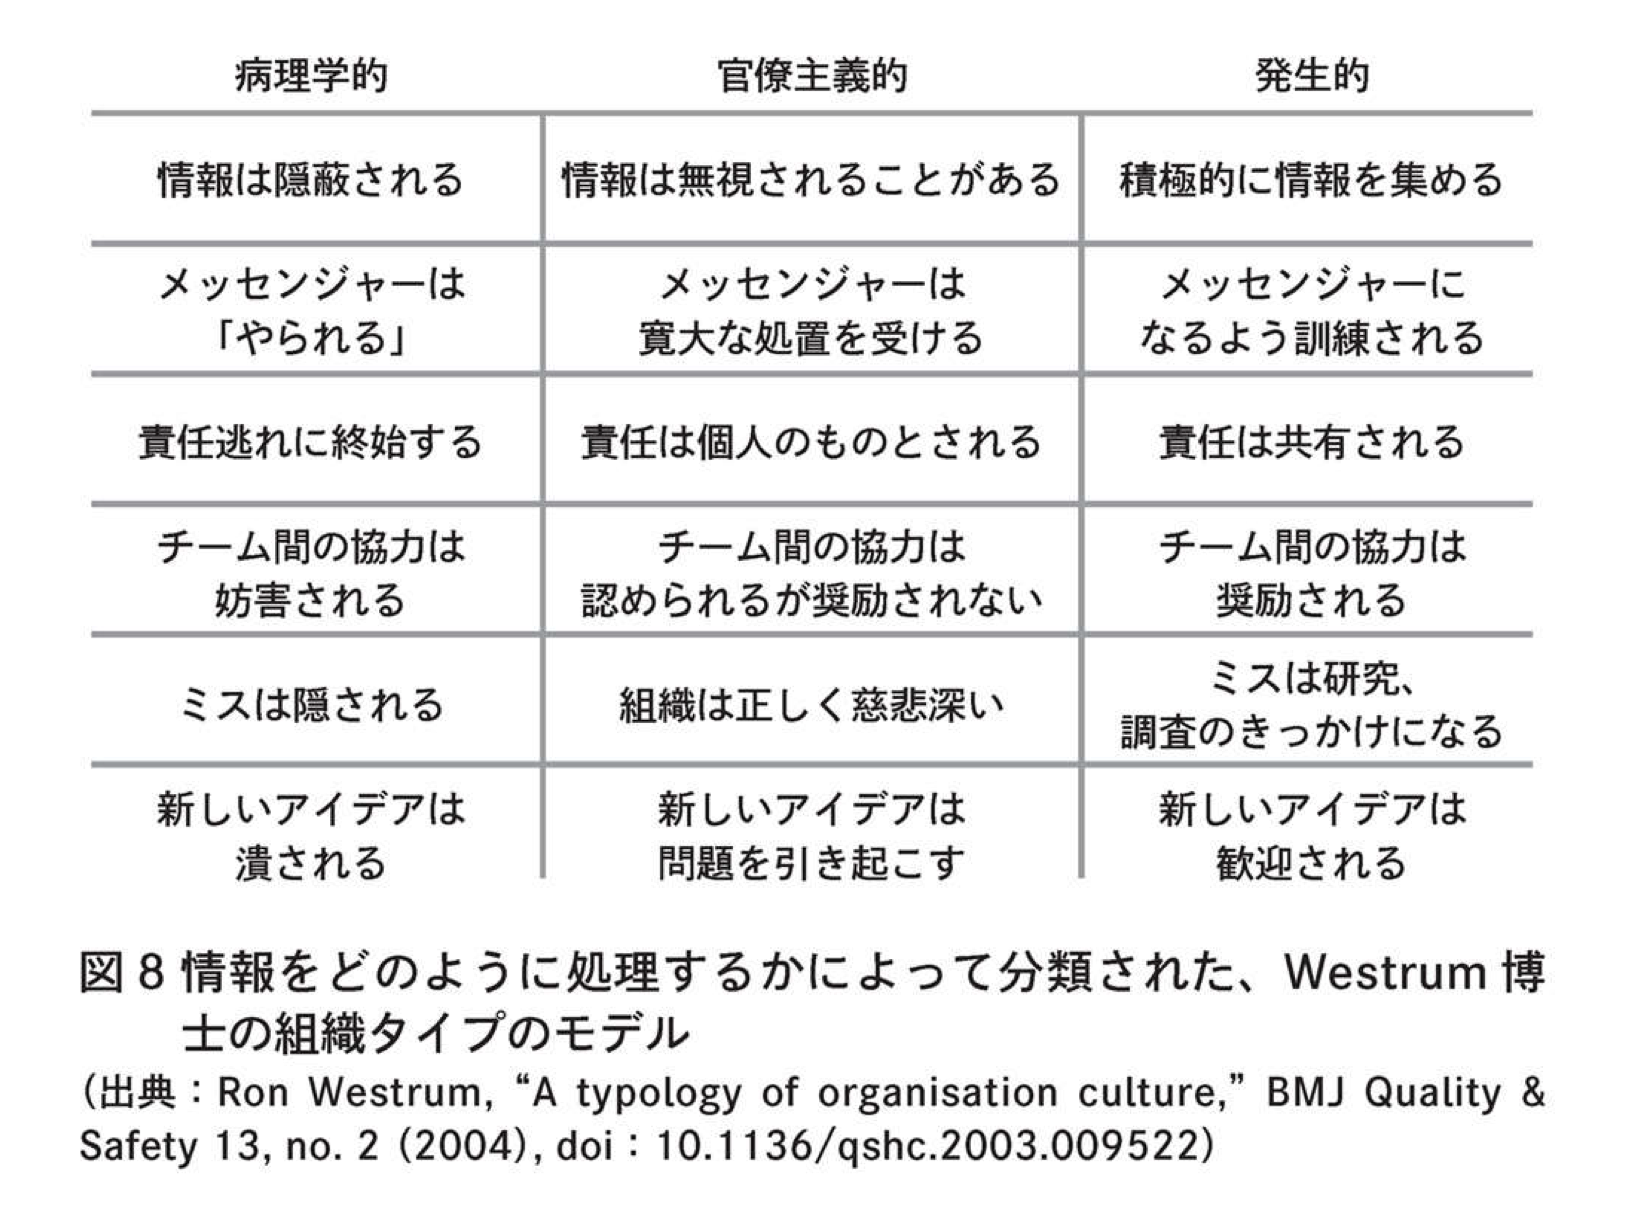 病理学的 官僚主義的 発生的
情報は隠蔽される 情報は無視されることがある 積極的に情報を集める
メッセンジャーは メッセンジャーは メッセンジャーに
「やられる」 寛大な処置を受ける なるよう訓練される
責任逃れに終始する 責任は個人のものとされる 責任は共有される
チーム間の協力は チーム間の協力は チーム間の協力は
妨害される 認められるが奨励されない 奨励される
ミスは隠される 組織は正しく慈悲深い ミスは研究、
調査のきっかけになる
新しいアイデアは 新しいアイデアは 新しいアイデアは
潰される 問題を引き起こす 歓迎される
図8 情報をどのように処理するかによって分類された、Westrum 博
士の組織タイプのモデル
(出典:Ron Westrum, “A typology of organisation culture,” BMJ Quality &
Safety 13, no. 2 (2004), doi:10.1136/qshc.2003.009522)